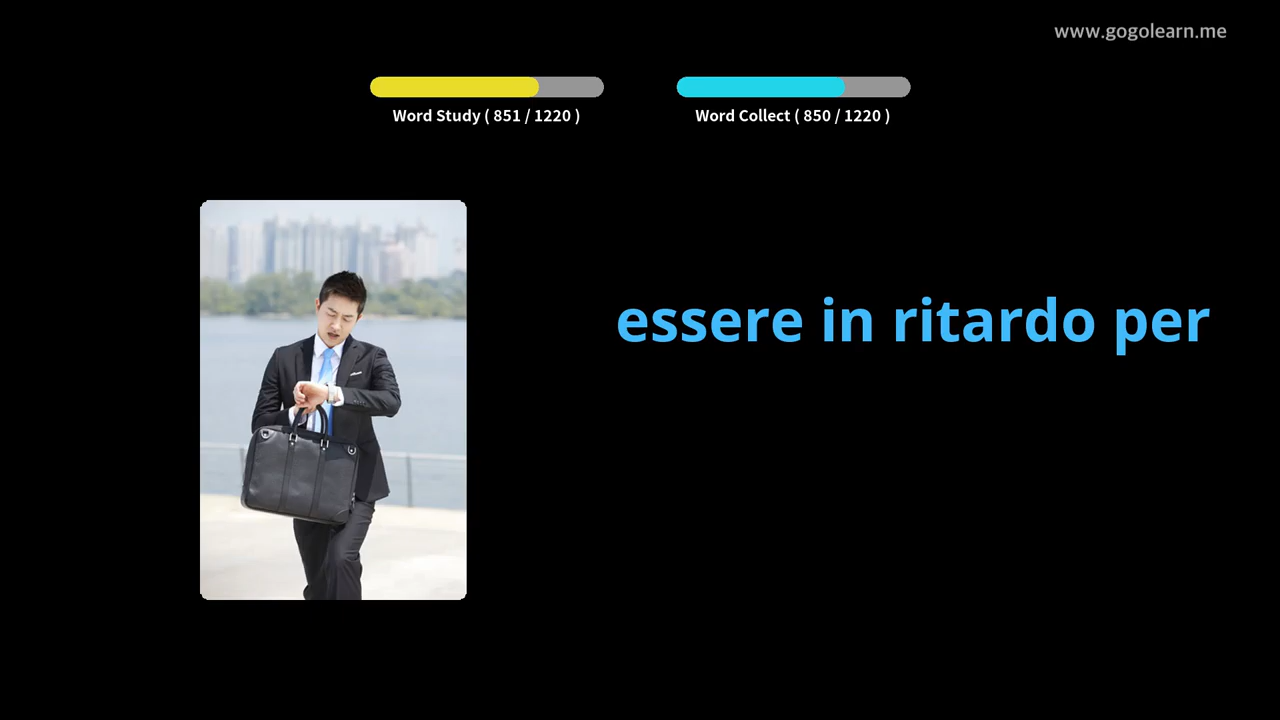 www.gogolearn.me
Word Study ( 851 / 1220 )
Word Collect ( 850 / 1220 )
essere in ritardo per